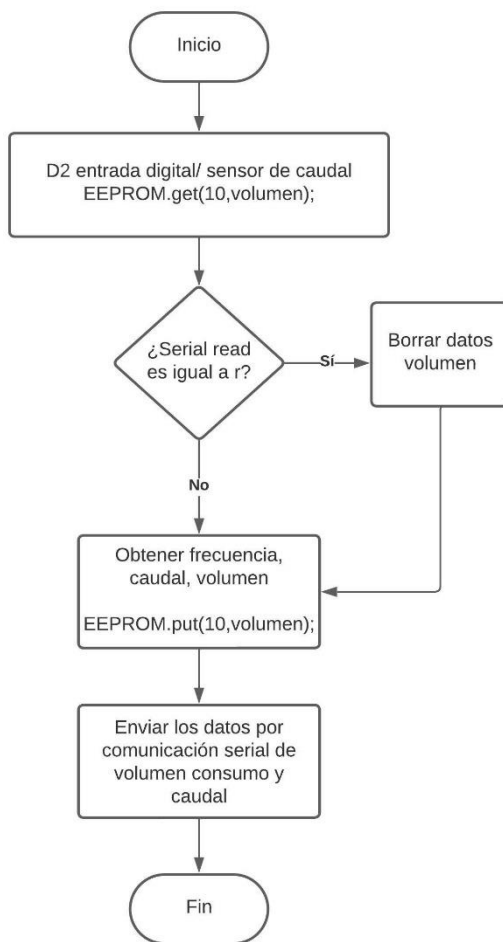 Inicio
D2 entrada digital/ sensor de caudal
EEPROM.get(10,volumen);
¿Serial read
es igual a r?
Sí
Borrar datos
volumen
No
Obtener frecuencia,
caudal, volumen
EEPROM.put(10,volumen);
Enviar los datos por
comunicación serial de
volumen consumo y
caudal
Fin